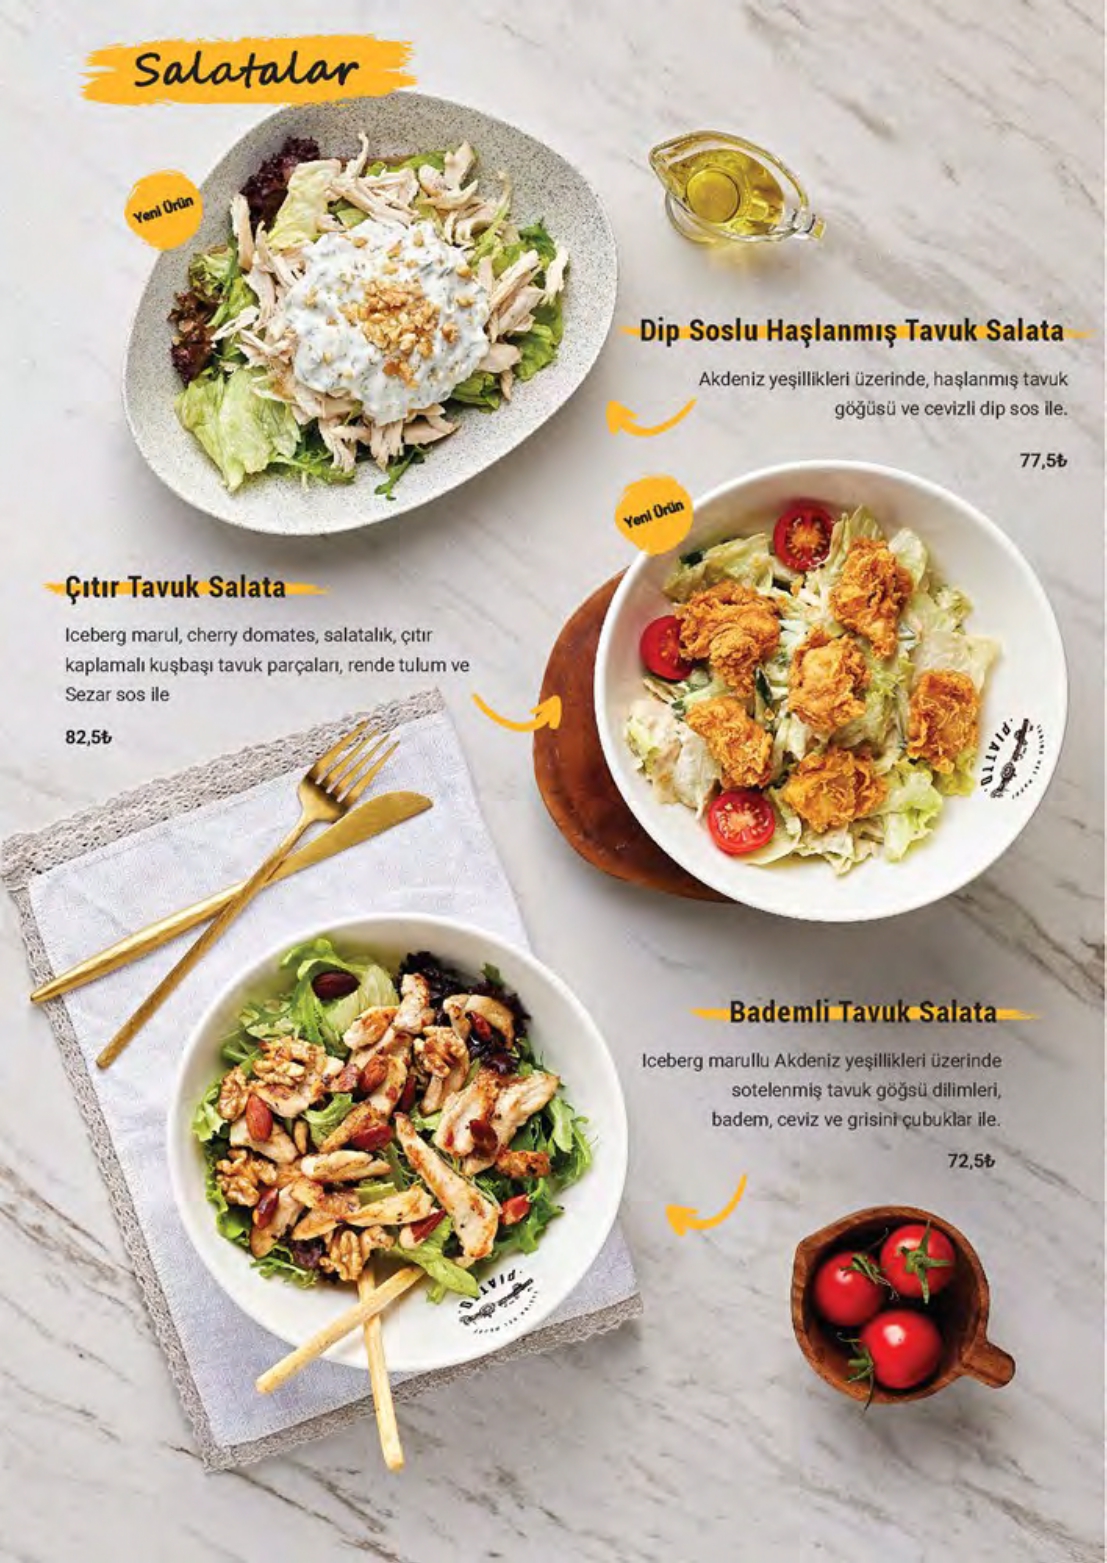 Salatalar
Yeni Ürün
Dip Soslu Haşlanmış Tavuk Salata
Akdeniz yeşillikleri üzerinde, haşlanmış tavuk
göğüsü ve cevizli dip sos ile.
77,5₺
Yeni Ürün
Çıtır Tavuk Salata
Iceberg marul, cherry domates, salatalık, çıtır
kaplamalı kuşbaşı tavuk parçaları, rende tulum ve
Sezar sos ile
82,5₺
PIATTO
Bademli Tavuk Salata
Iceberg marullu Akdeniz yeşillikleri üzerinde
sotelenmiş tavuk göğsü dilimleri,
badem, ceviz ve grisini çubuklar ile.
72,5₺
PIATTO